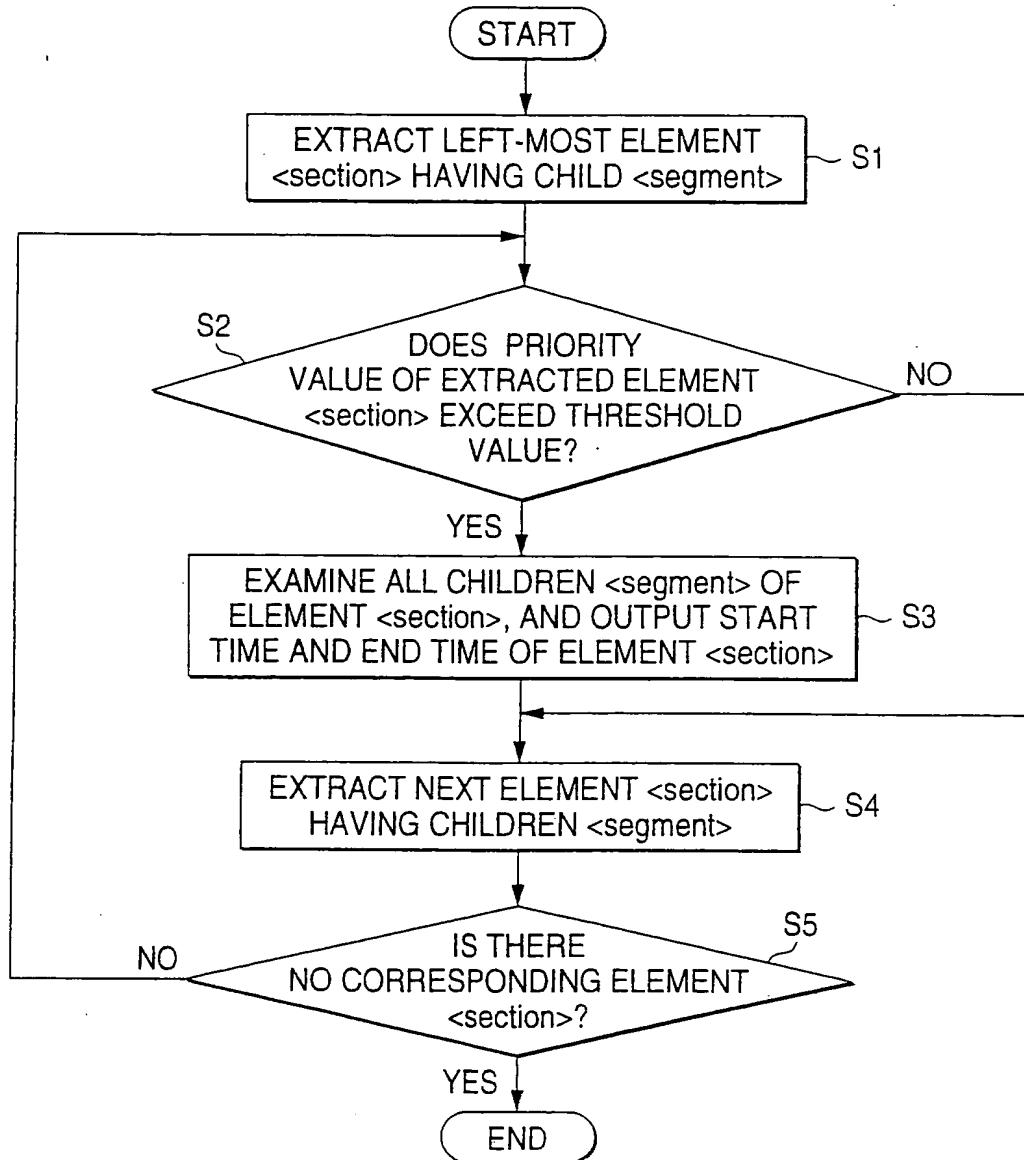 START
EXTRACT LEFT-MOST ELEMENT
<section> HAVING CHILD <segment>
S1
S2
DOES PRIORITY
VALUE OF EXTRACTED ELEMENT
<section> EXCEED THRESHOLD
VALUE?
NO
YES
EXAMINE ALL CHILDREN <segment> OF
ELEMENT <section>, AND OUTPUT START
TIME AND END TIME OF ELEMENT <section>
S3
EXTRACT NEXT ELEMENT <section>
HAVING CHILDREN <segment>
S4
S5
IS THERE
NO CORRESPONDING ELEMENT
<section>?
NO
YES
END